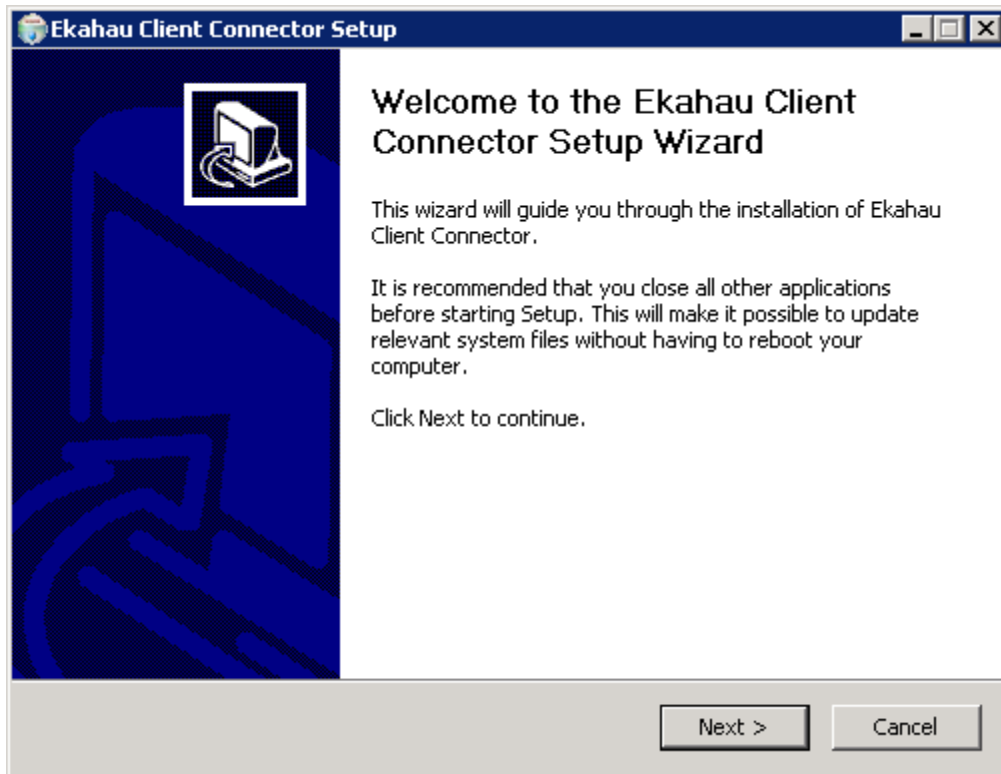 Ekahau Client Connector Setup
Welcome to the Ekahau Client
Connector Setup Wizard
This wizard will guide you through the installation of Ekahau
Client Connector.
It is recommended that you close all other applications
before starting Setup. This will make it possible to update
relevant system files without having to reboot your
computer.
Click Next to continue.
Next >
Cancel